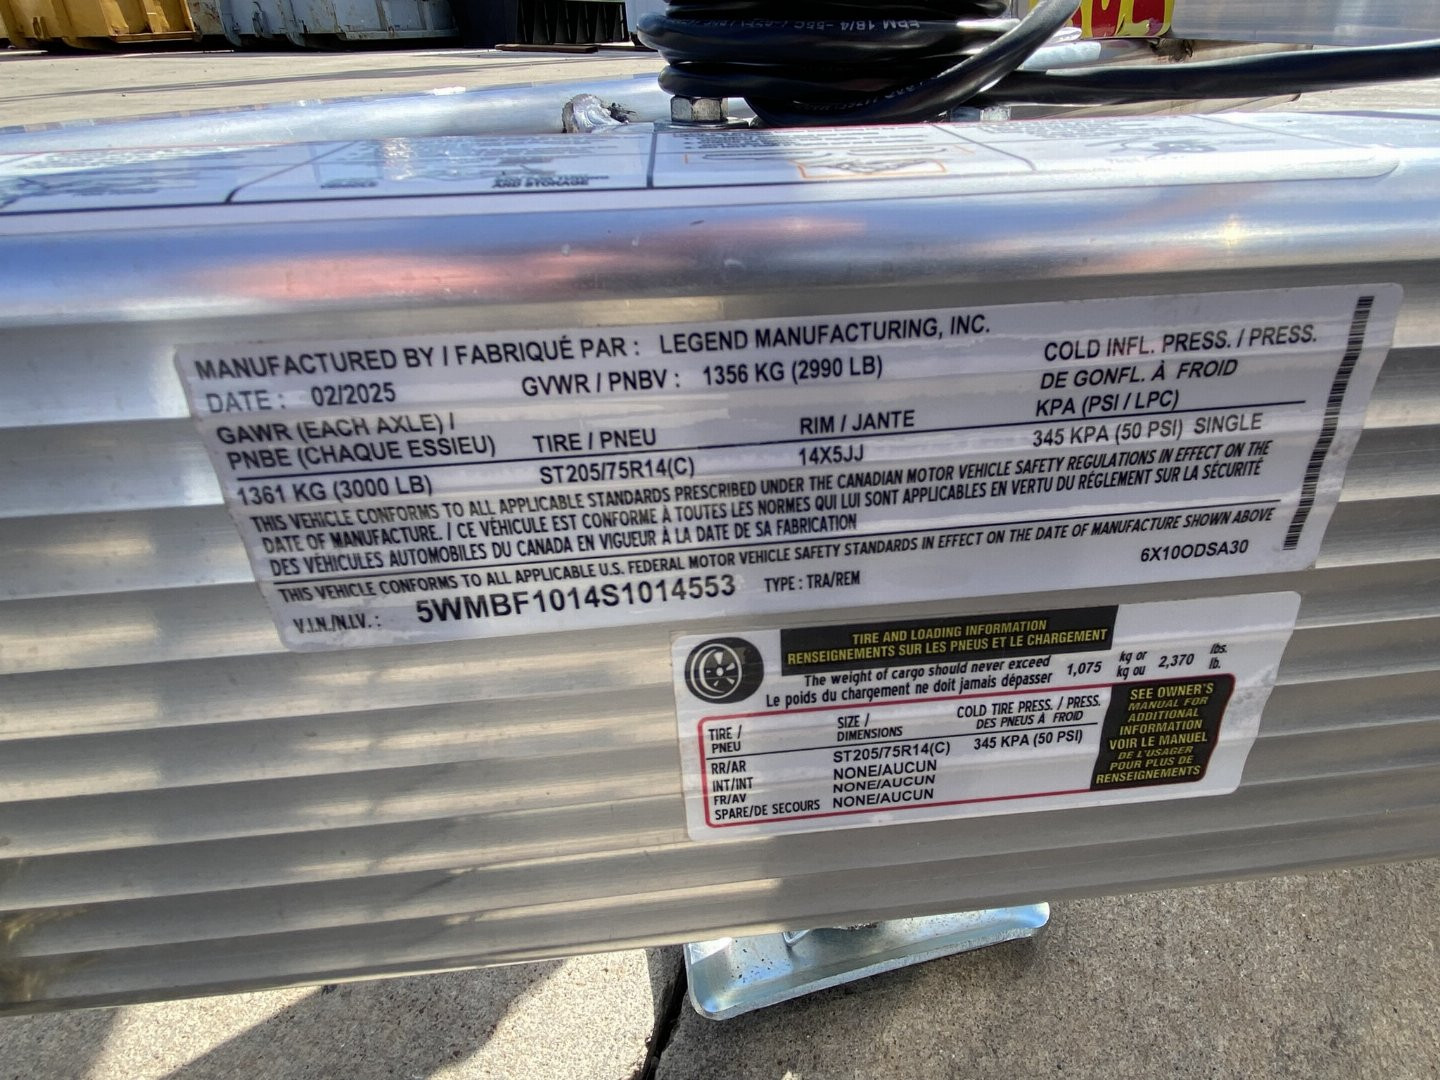 EPM 18/4-55C
AND STORAGE
MANUFACTURED BY / FABRIQUÉ PAR : LEGEND MANUFACTURING, INC.
DATE : 02/2025 GVWR / PNBV : 1356 KG (2990 LB)
COLD INFL. PRESS. / PRESS.
DE GONFL. À FROID
KPA (PSI / LPC)
GAWR (EACH AXLE) /
PNBE (CHAQUE ESSIEU) TIRE / PNEU RIM / JANTE
1361 KG (3000 LB) ST205/75R14(C) 14X5JJ 345 KPA (50 PSI) SINGLE
THIS VEHICLE CONFORMS TO ALL APPLICABLE STANDARDS PRESCRIBED UNDER THE CANADIAN MOTOR VEHICLE SAFETY REGULATIONS IN EFFECT ON THE
DATE OF MANUFACTURE. / CE VÉHICULE EST CONFORME À TOUTES LES NORMES QUI LUI SONT APPLICABLES EN VERTU DU RÈGLEMENT SUR LA SÉCURITÉ
DES VÉHICULES AUTOMOBILES DU CANADA EN VIGUEUR À LA DATE DE SA FABRICATION
THIS VEHICLE CONFORMS TO ALL APPLICABLE U.S. FEDERAL MOTOR VEHICLE SAFETY STANDARDS IN EFFECT ON THE DATE OF MANUFACTURE SHOWN ABOVE
V.I.N./N.I.V. : 5WMBF1014S1014553 TYPE : TRA/REM 6X10ODSA30
TIRE AND LOADING INFORMATION
RENSEIGNEMENTS SUR LES PNEUS ET LE CHARGEMENT
The weight of cargo should never exceed 1,075 kg or 2,370 lbs.
Le poids du chargement ne doit jamais dépasser kg ou lb.
TIRE / SIZE / COLD TIRE PRESS. / PRESS.
PNEU DIMENSIONS DES PNEUS À FROID
RR/AR ST205/75R14(C) 345 KPA (50 PSI)
INT/INT NONE/AUCUN
FR/AV NONE/AUCUN
SPARE/DE SECOURS NONE/AUCUN
SEE OWNER'S
MANUAL FOR
ADDITIONAL
INFORMATION
VOIR LE MANUEL
DE L'USAGER
POUR PLUS DE
RENSEIGNEMENTS